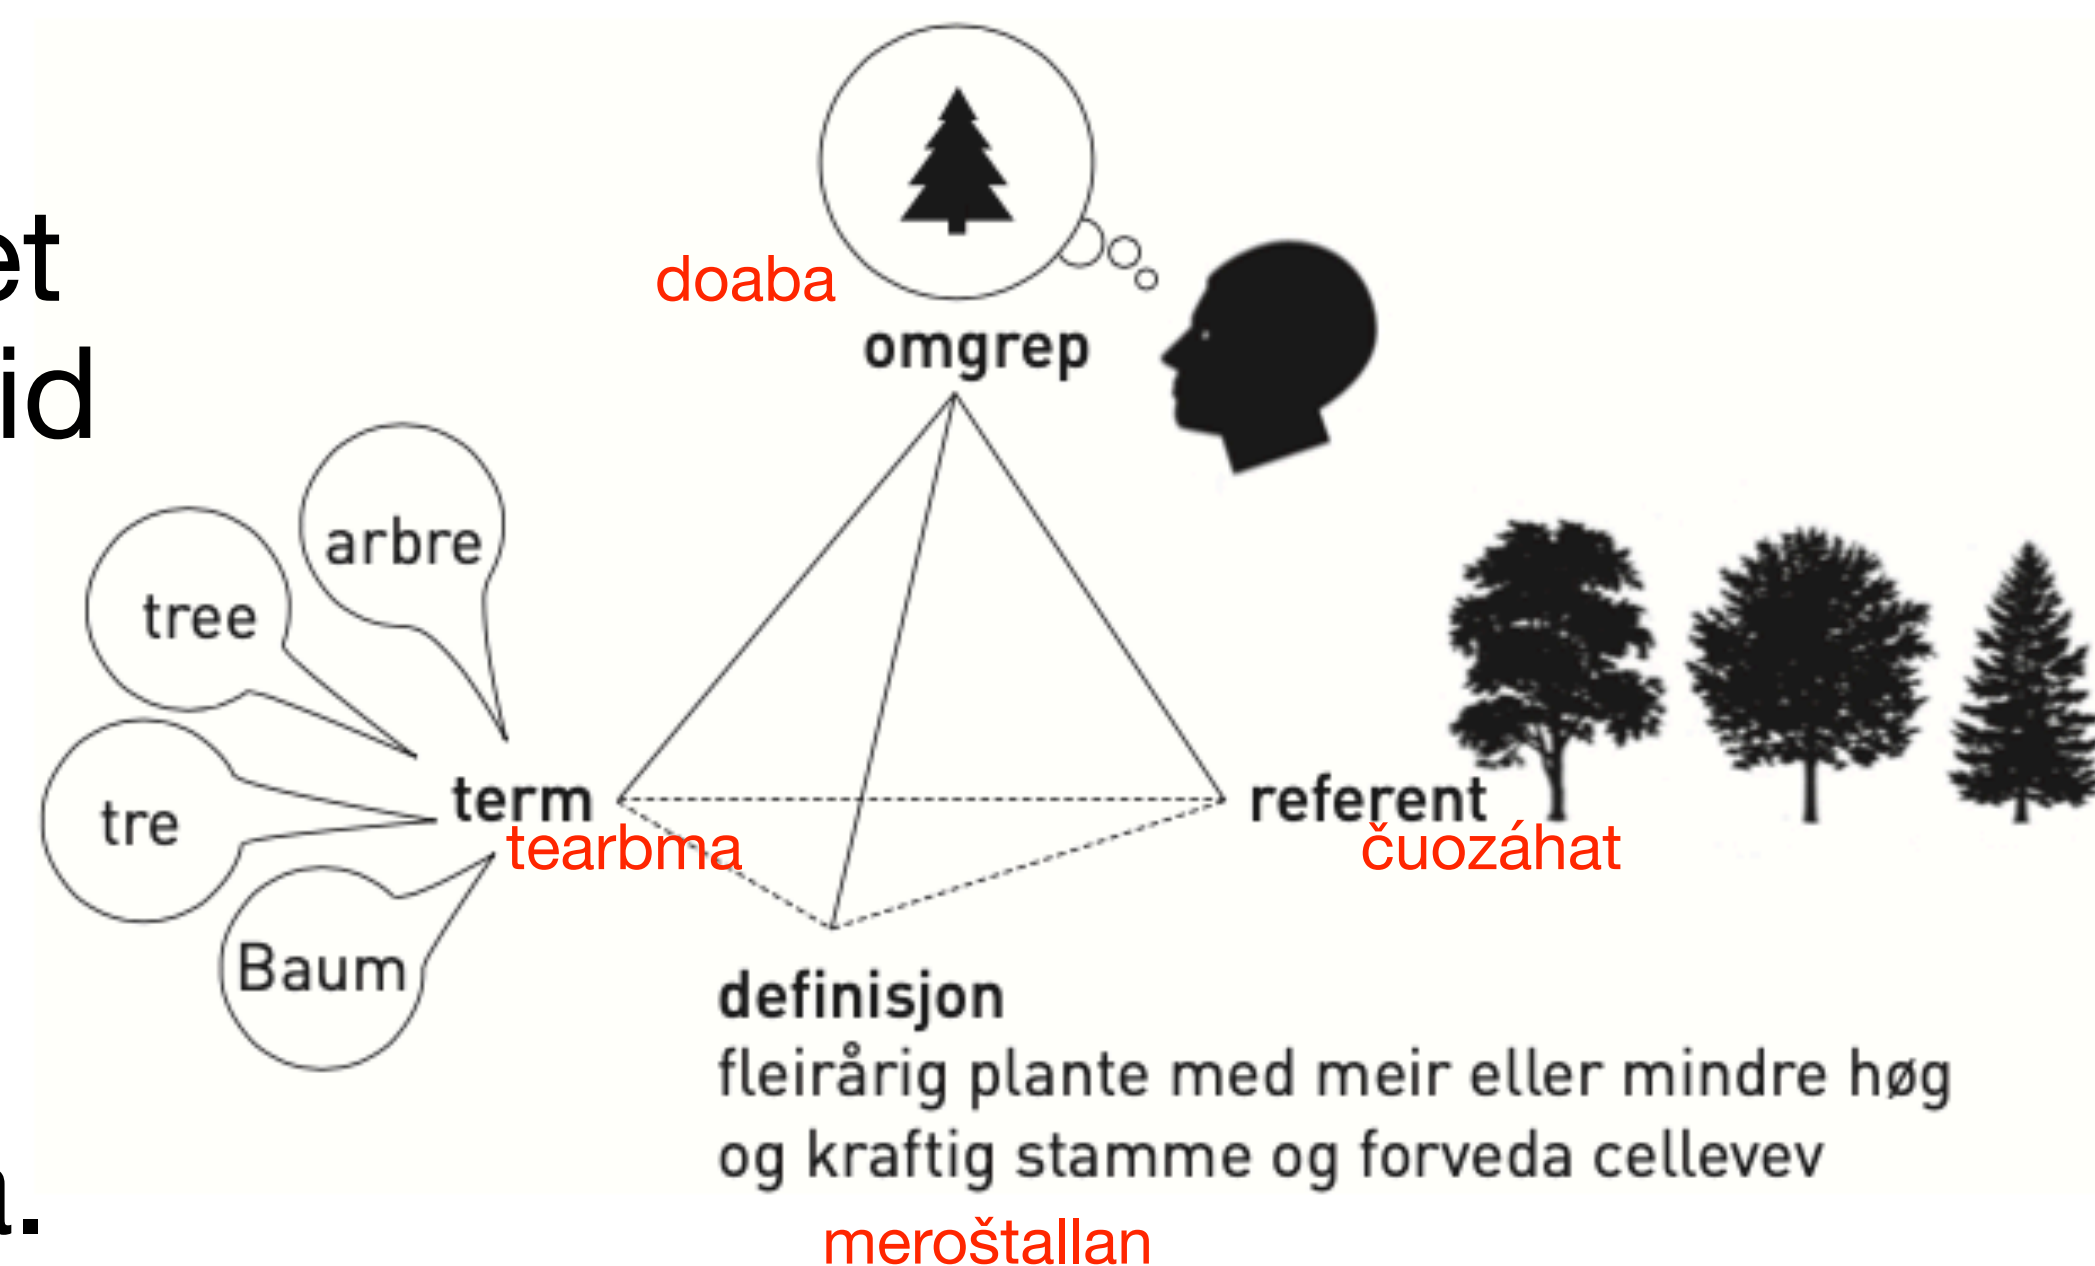 et
id
doaba
omgrep
arbre
tree
tre
Baum
term
tearbma
referent
čuozáhat
definisjon
fleirårig plante med meir eller mindre høg
og kraftig stamme og forveda cellevev
meroštallan